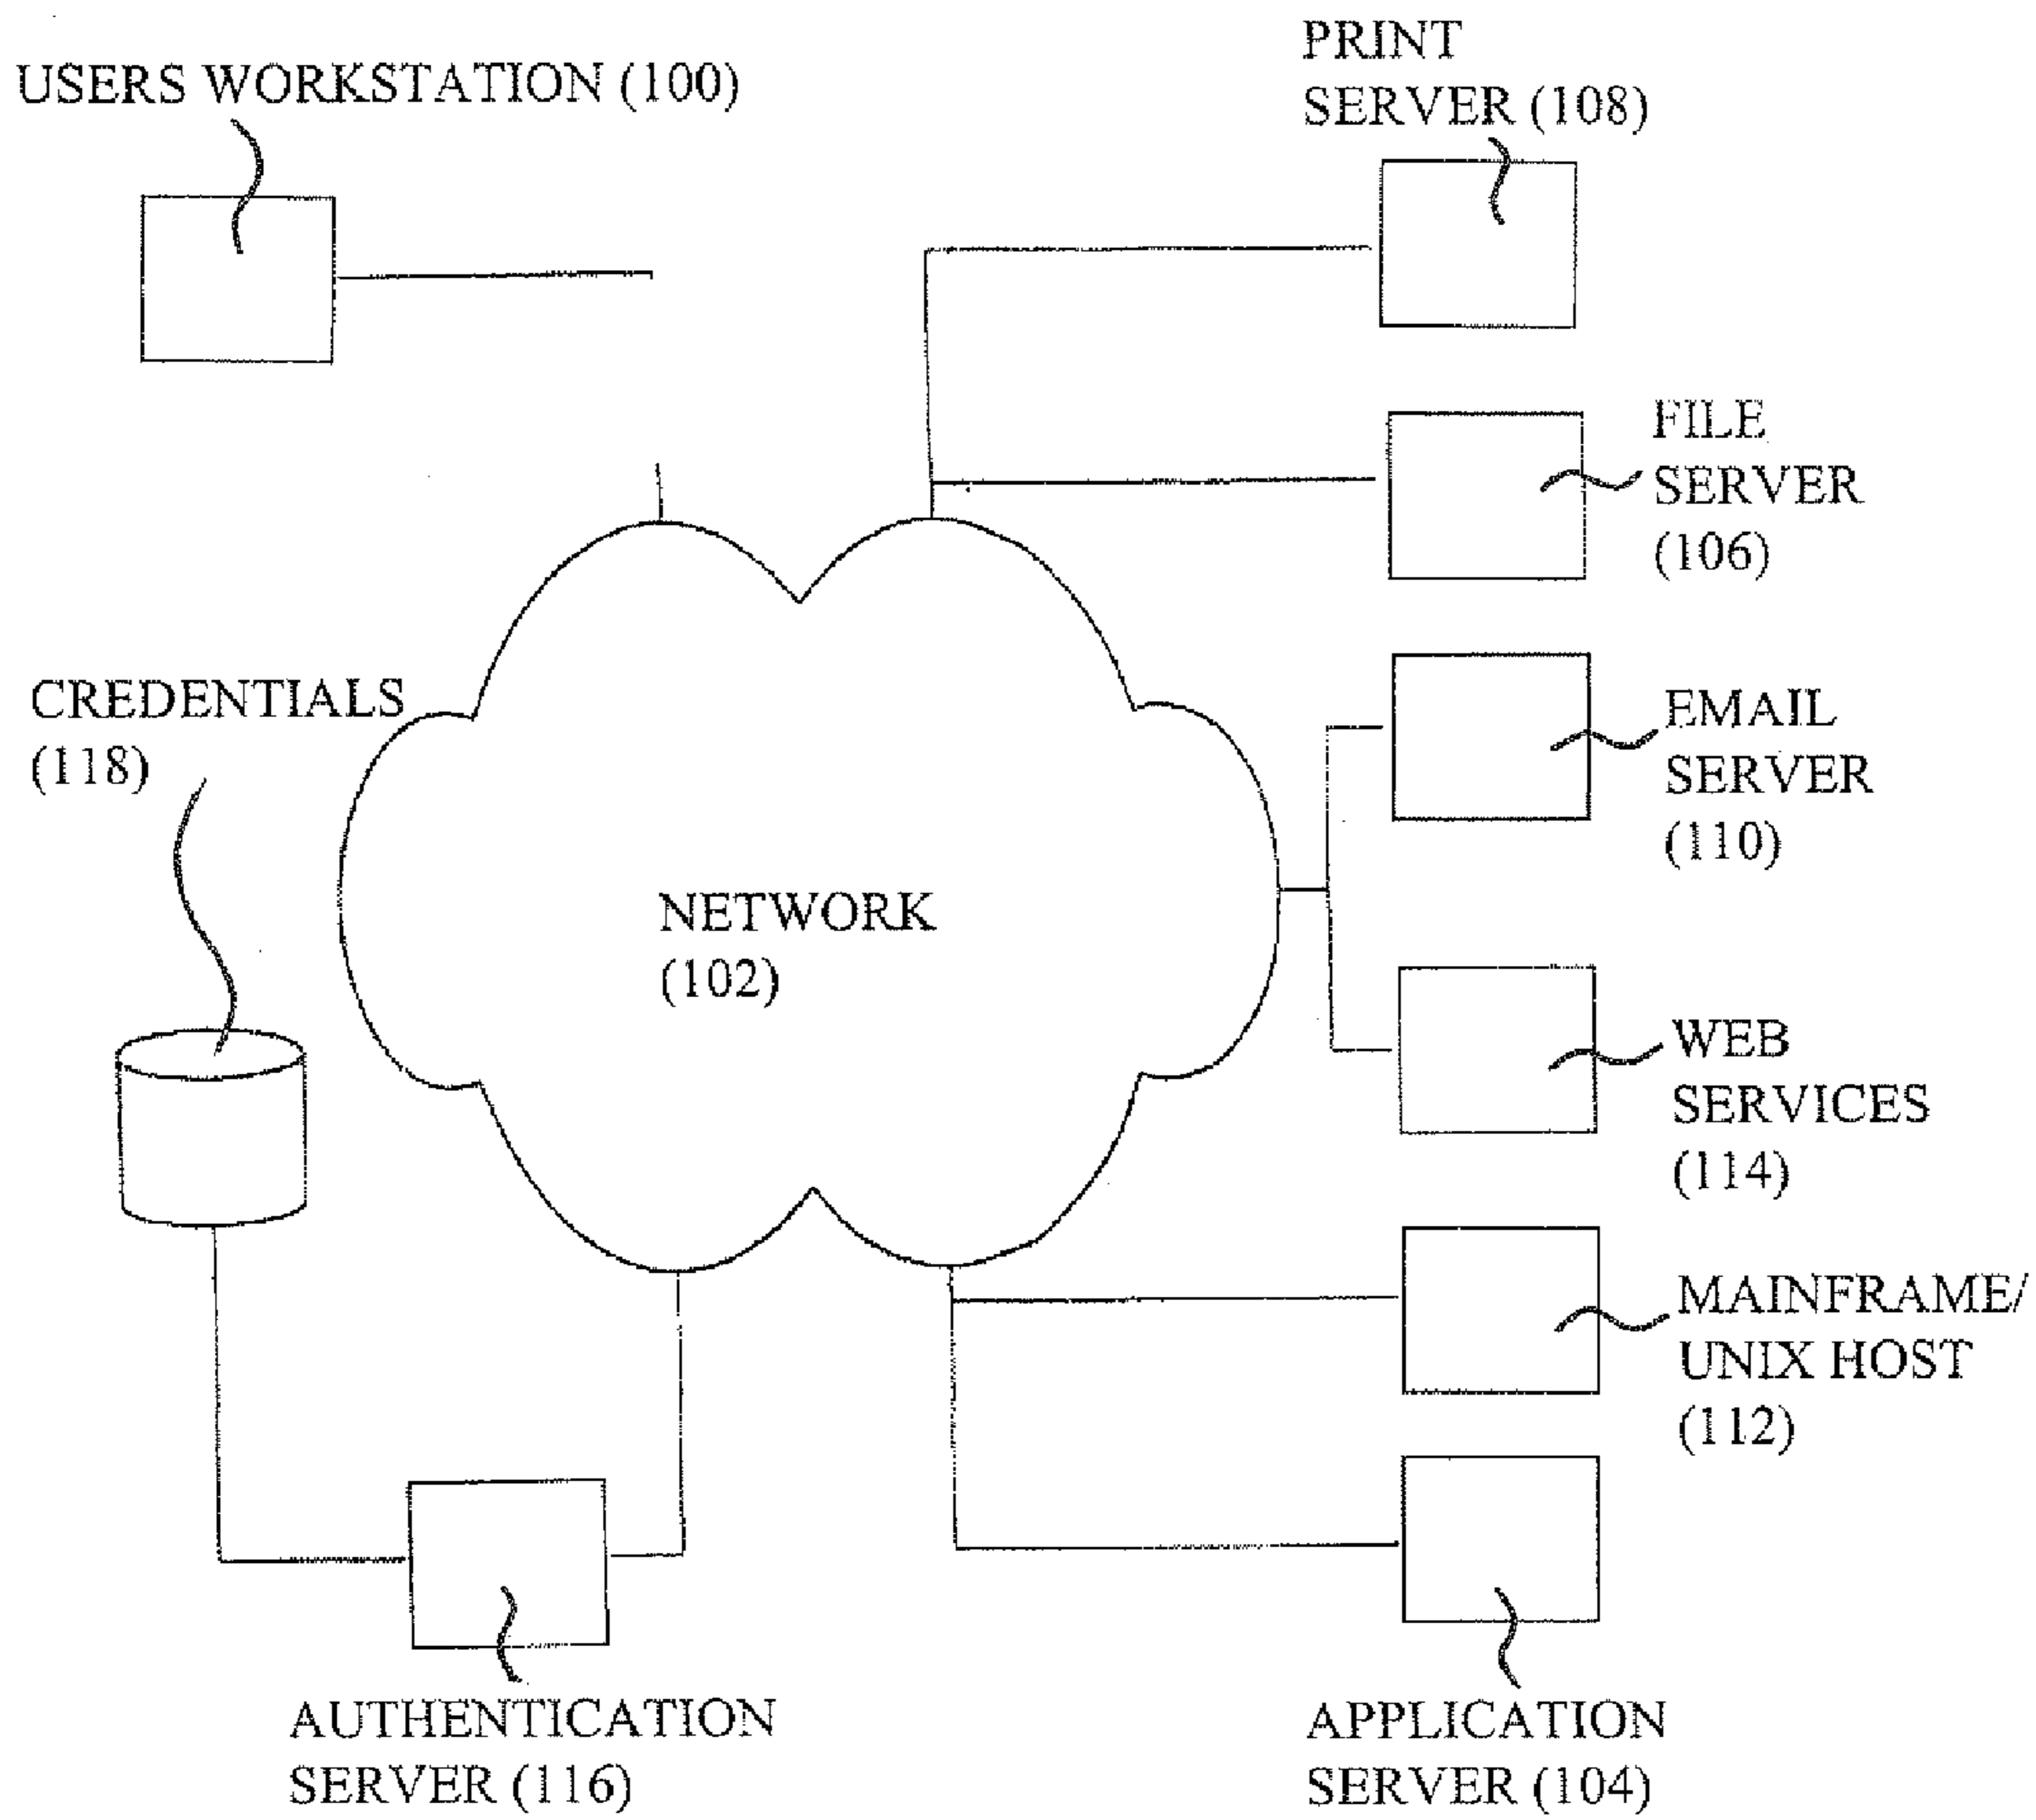 USERS WORKSTATION (100)
PRINT
SERVER (108)
FILE
SERVER
(106)
CREDENTIALS
(118)
EMAIL
SERVER
(110)
NETWORK
(102)
WEB
SERVICES
(114)
MAINFRAME/
UNIX HOST
(112)
AUTHENTICATION
SERVER (116)
APPLICATION
SERVER (104)